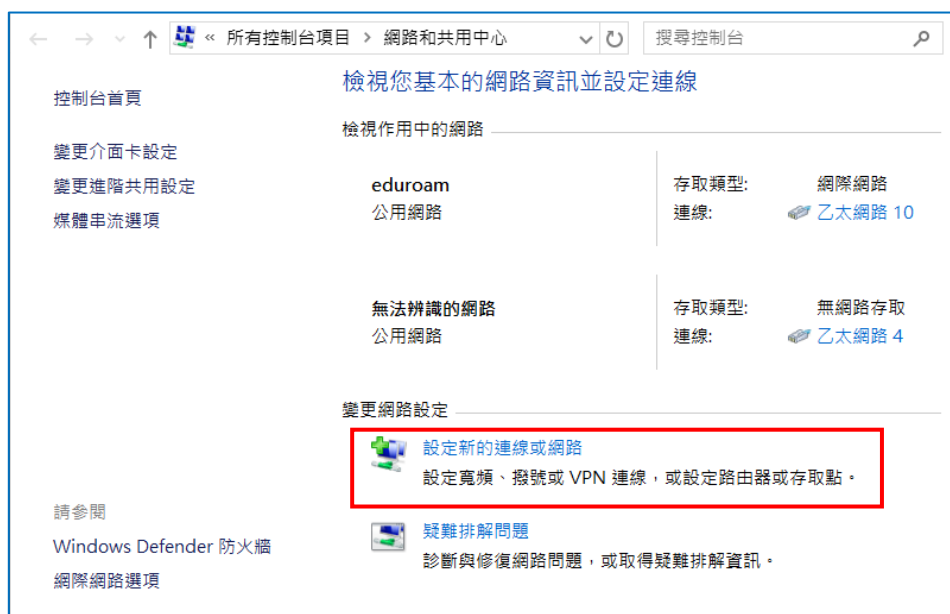 « 所有控制台項目 > 網路和共用中心
搜尋控制台
控制台首頁
變更介面卡設定
變更進階共用設定
媒體串流選項
檢視您基本的網路資訊並設定連線
檢視作用中的網路
eduroam
公用網路
存取類型: 網際網路
連線: 乙太網路 10
無法辨識的網路
公用網路
存取類型: 無網路存取
連線: 乙太網路 4
變更網路設定
設定新的連線或網路
設定寬頻、撥號或 VPN 連線，或設定路由器或存取點。
疑難排解問題
診斷與修復網路問題，或取得疑難排解資訊。
請參閱
Windows Defender 防火牆
網際網路選項